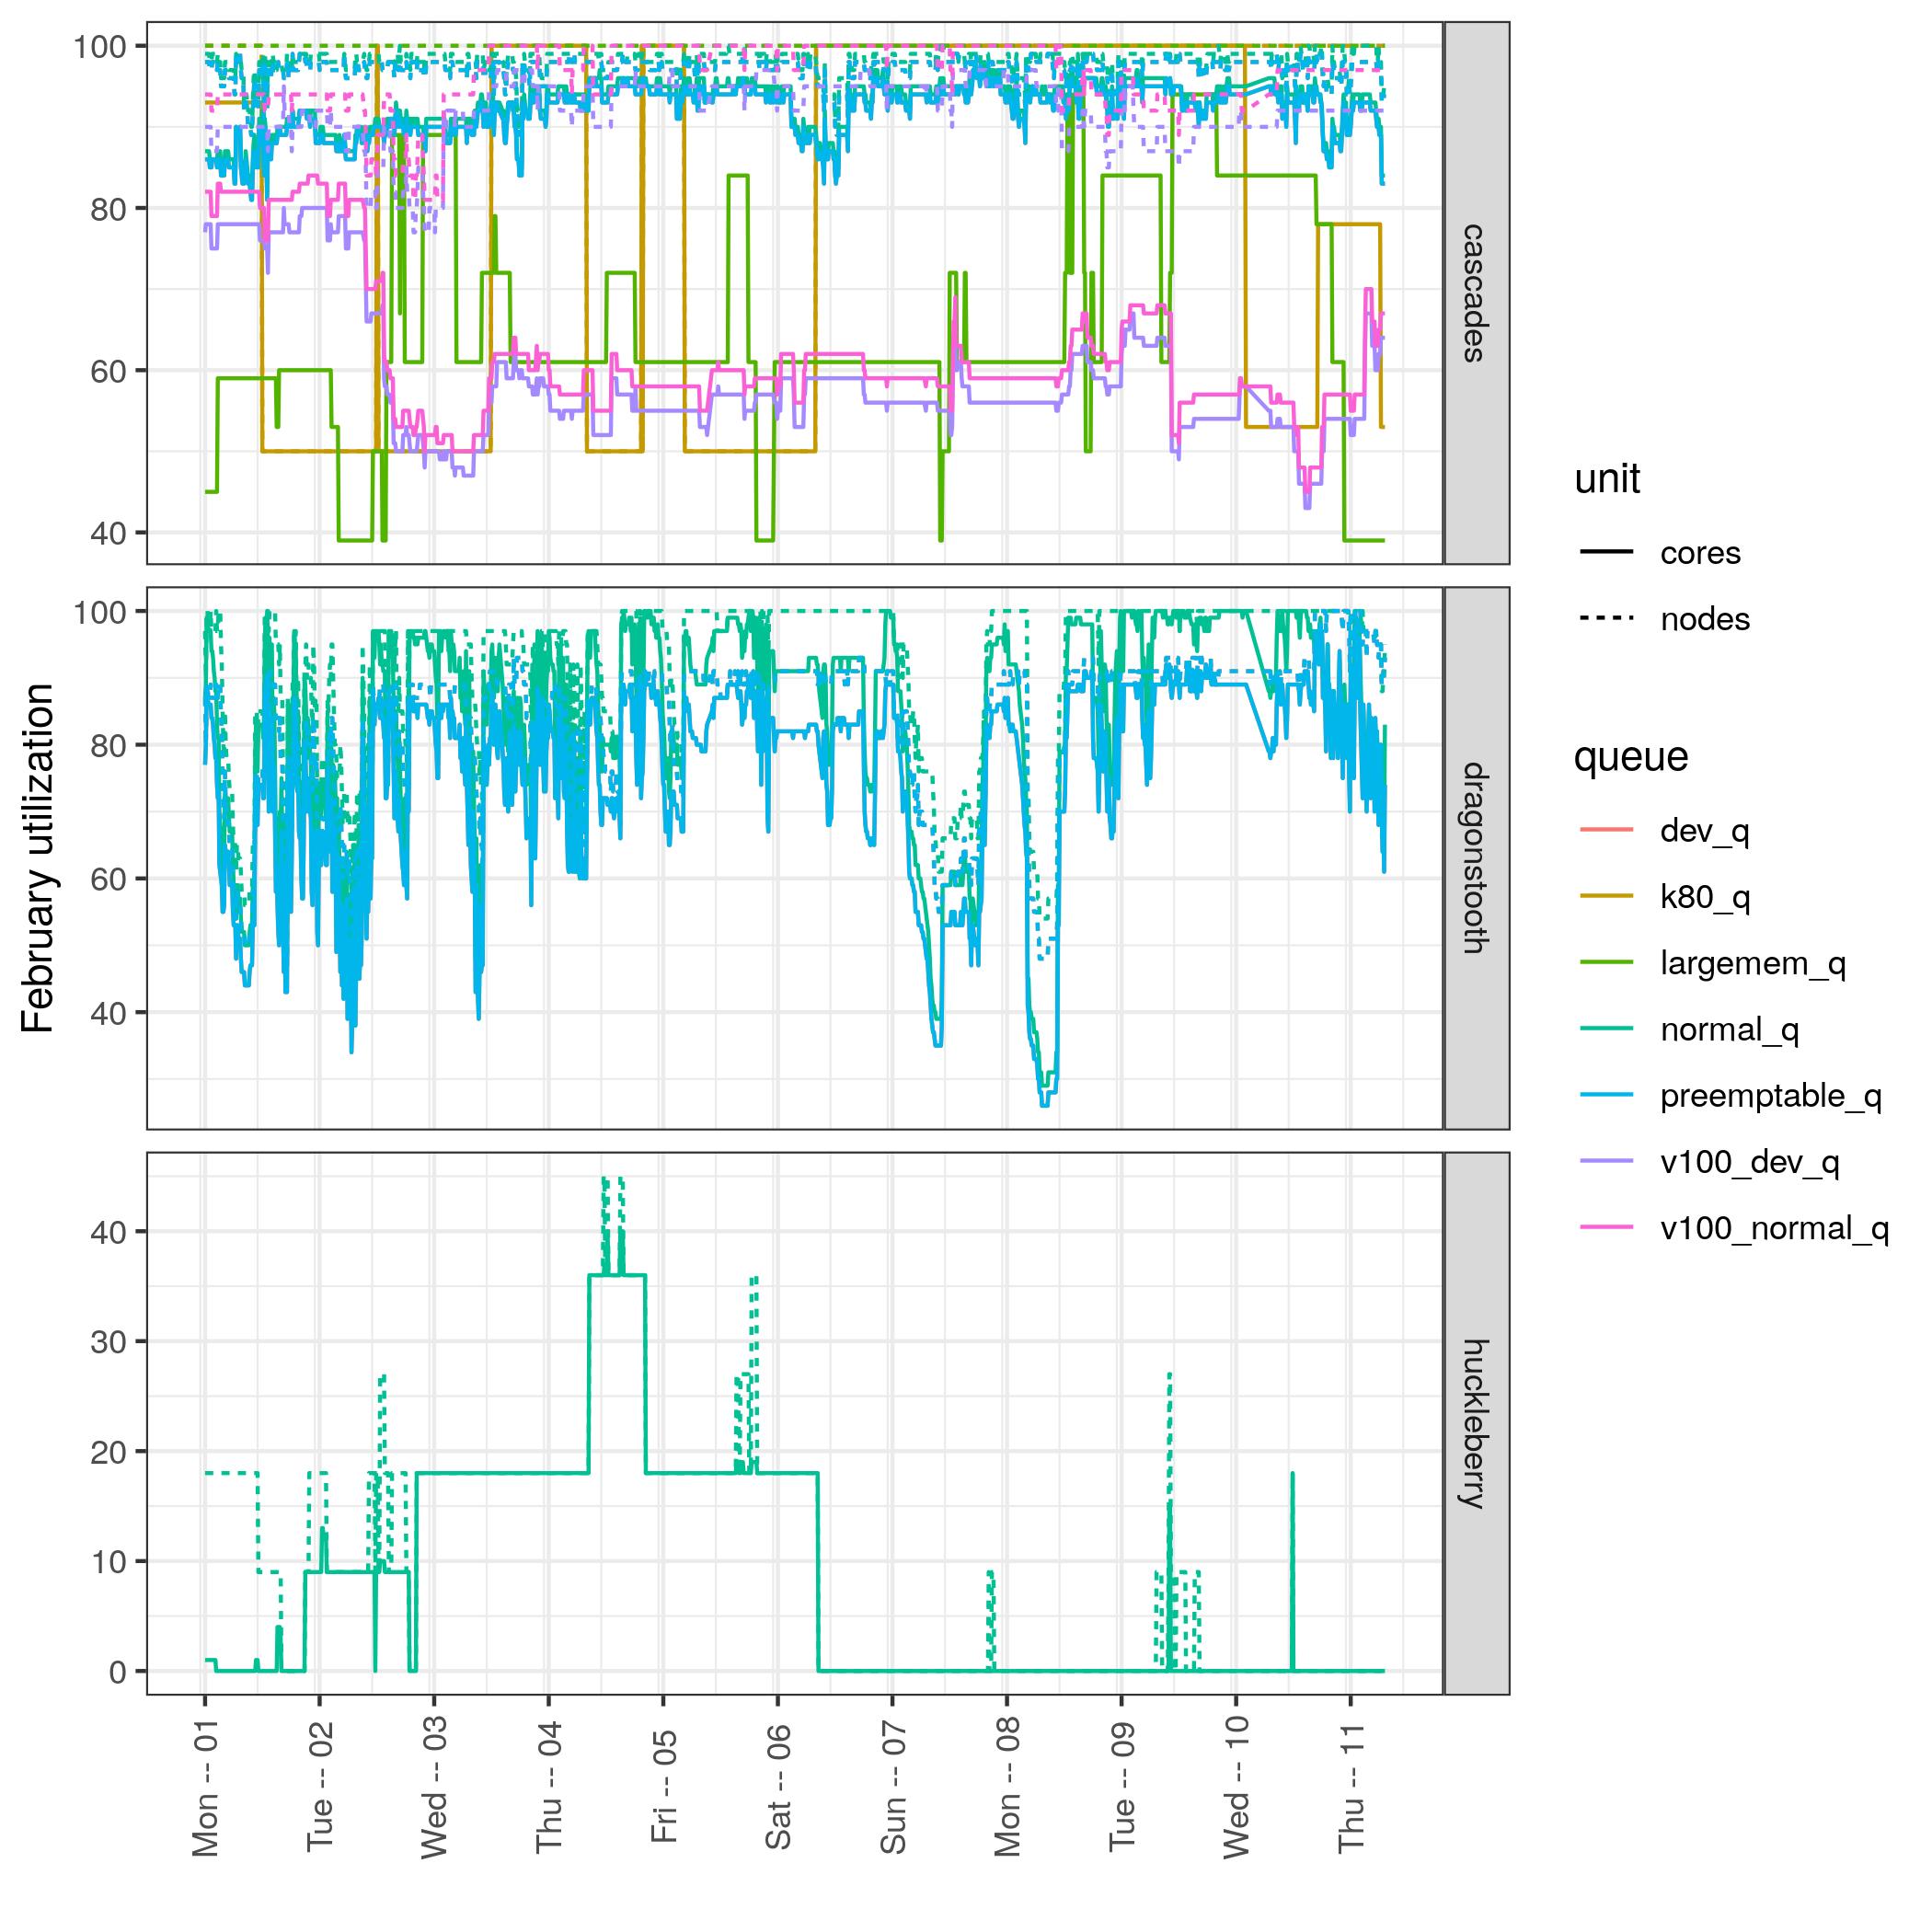 February utilization
100
80
60
40
cascades
100
80
60
40
dragonstooth
40
30
20
10
0
huckleberry
Mon -- 01
Tue -- 02
Wed -- 03
Thu -- 04
Fri -- 05
Sat -- 06
Sun -- 07
Mon -- 08
Tue -- 09
Wed -- 10
Thu -- 11
unit
cores
nodes
queue
dev_q
k80_q
largemem_q
normal_q
preemptable_q
v100_dev_q
v100_normal_q